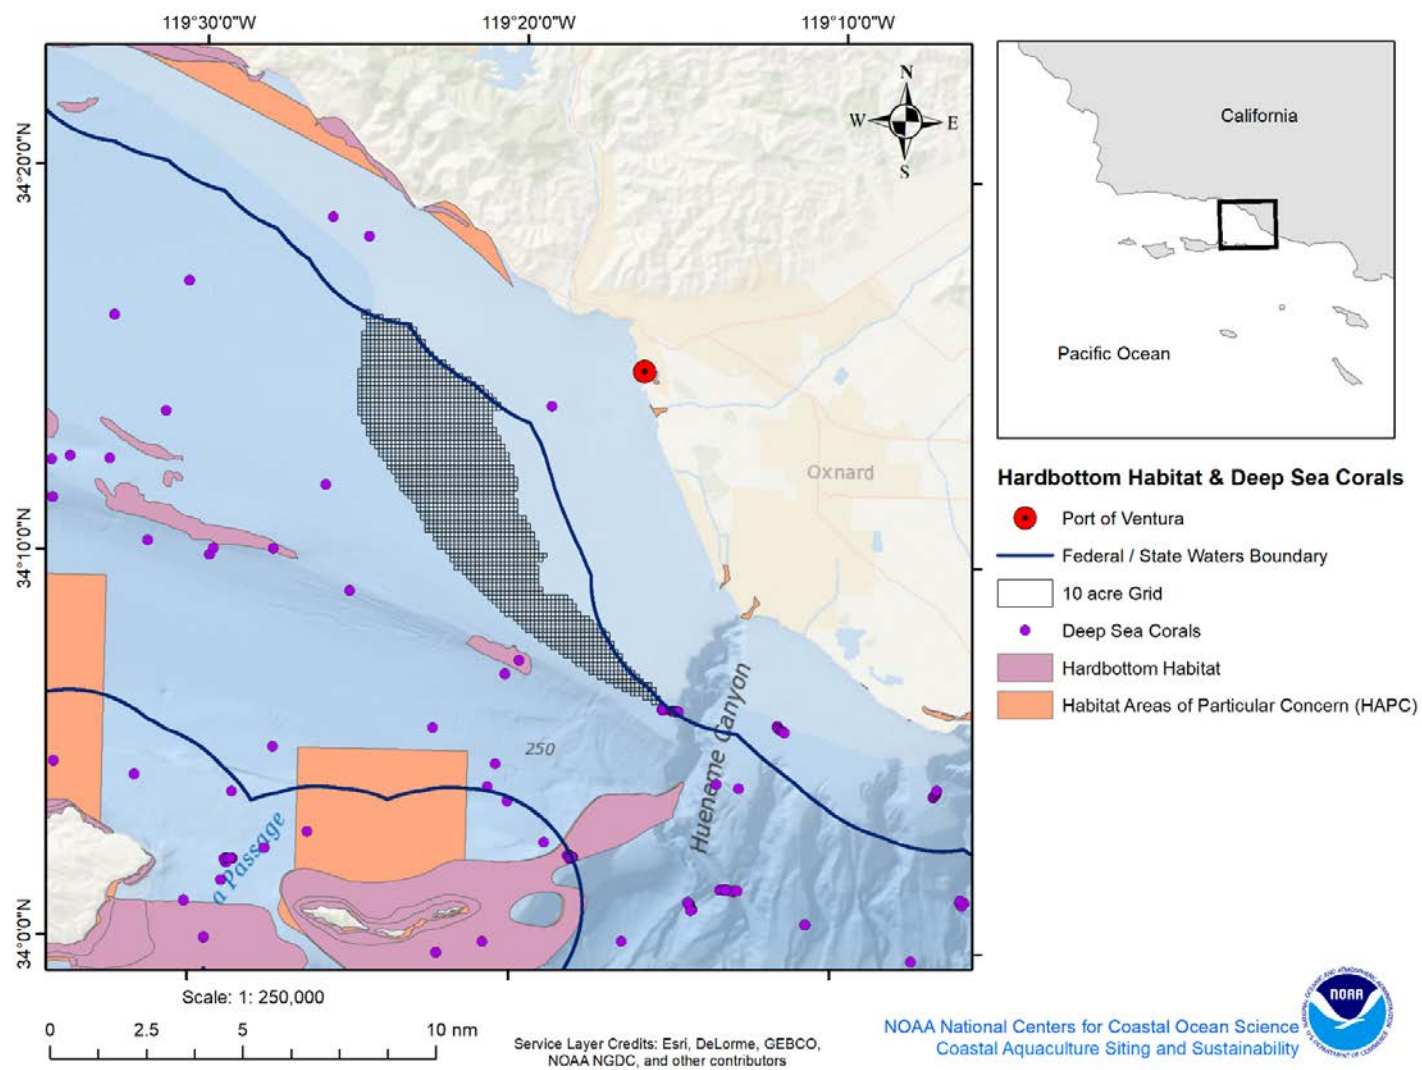 119°30'0"W 119°20'0"W 119°10'0"W
34°20'0"N
34°10'0"N
34°0'0"N
N
W E
S
Oxnard
250
Hueneme Canyon
a Passage
California
Pacific Ocean
Hardbottom Habitat & Deep Sea Corals
Port of Ventura
Federal / State Waters Boundary
10 acre Grid
Deep Sea Corals
Hardbottom Habitat
Habitat Areas of Particular Concern (HAPC)
Scale: 1: 250,000
0 2.5 5 10 nm
Service Layer Credits: Esri, DeLorme, GEBCO,
NOAA NGDC, and other contributors
NOAA National Centers for Coastal Ocean Science
Coastal Aquaculture Siting and Sustainability
NOAA